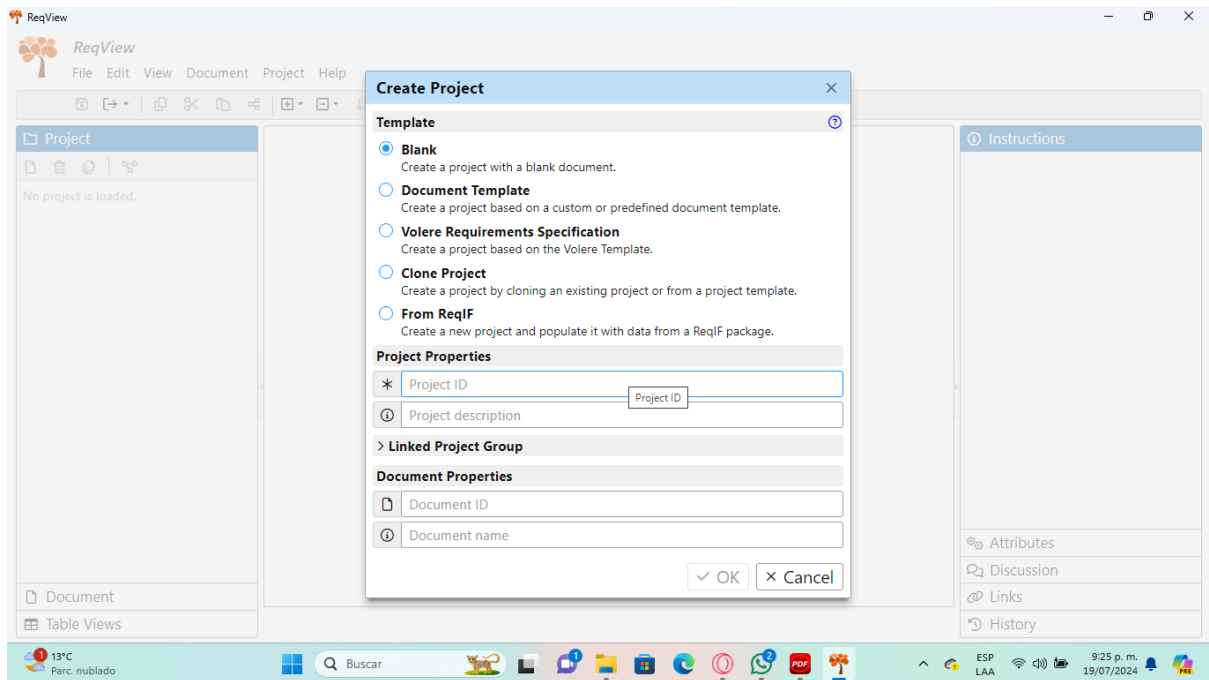 ReqView
ReqView
File Edit View Document Project Help
Project
No project is loaded.
Document
Table Views
Create Project
Template
Blank
Create a project with a blank document.
Document Template
Create a project based on a custom or predefined document template.
Volere Requirements Specification
Create a project based on the Volere Template.
Clone Project
Create a project by cloning an existing project or from a project template.
From ReqIF
Create a new project and populate it with data from a ReqIF package.
Project Properties
Project ID
Project ID
Project description
Linked Project Group
Document Properties
Document ID
Document name
OK Cancel
Instructions
Attributes
Discussion
Links
History
1
13°C
Parc. nublado
Buscar
1
2
PDF
ESP
LAA
9:25 p. m.
19/07/2024
PRE